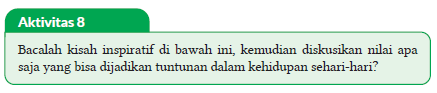 Aktivitas 8
Bacalah kisah inspiratif di bawah ini, kemudian diskusikan nilai apa
saja yang bisa dijadikan tuntunan dalam kehidupan sehari-hari?